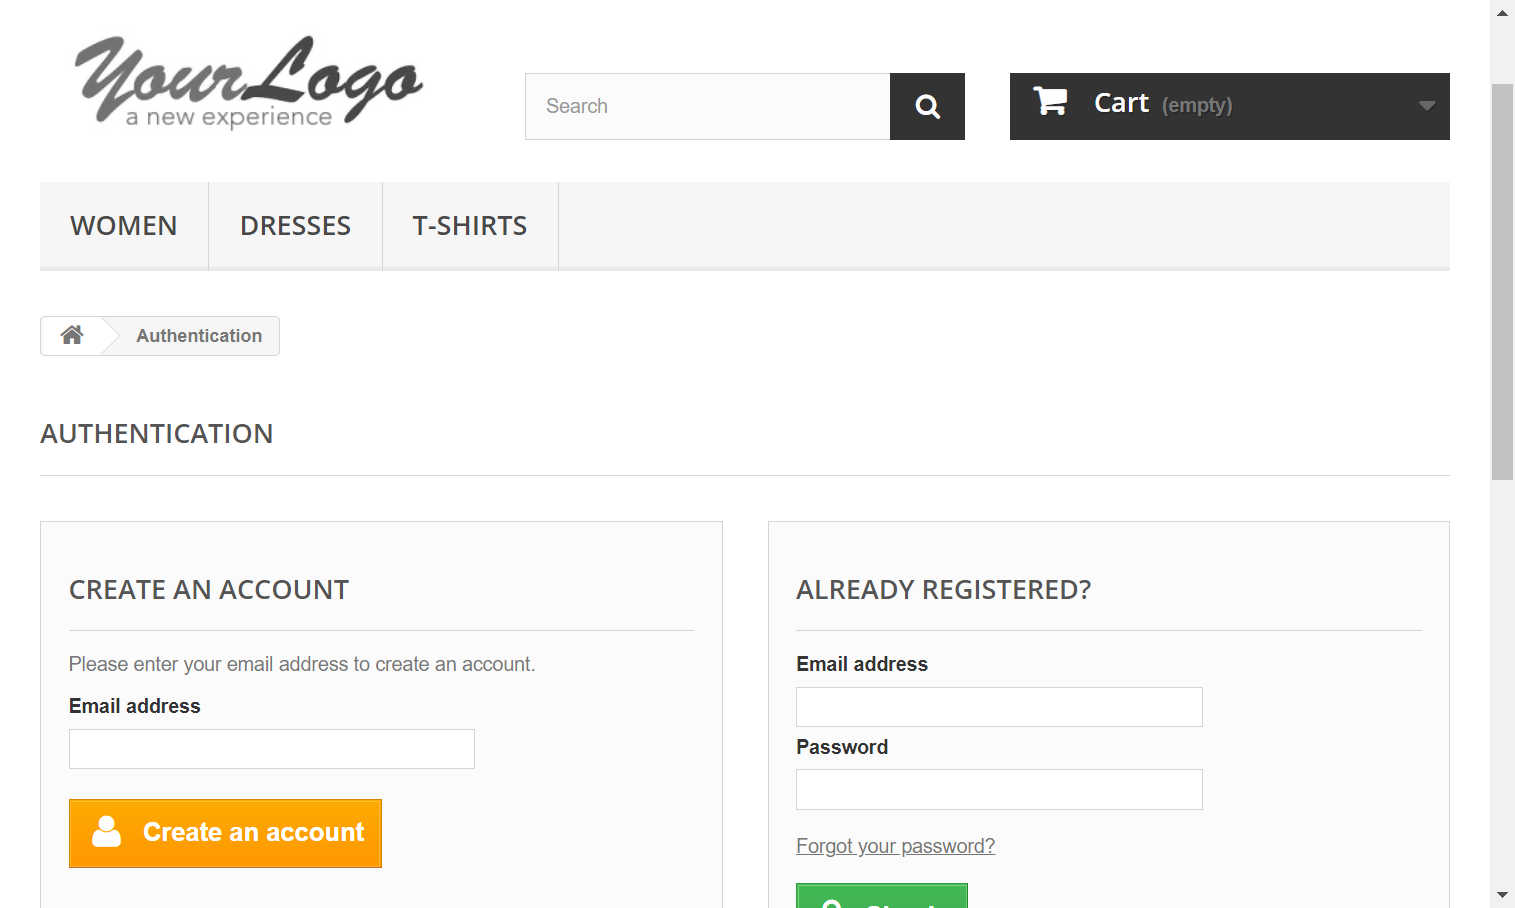 YourLogo
a new experience
Search
Cart (empty)
WOMEN DRESSES T-SHIRTS
Authentication
AUTHENTICATION
CREATE AN ACCOUNT
Please enter your email address to create an account.
Email address
Create an account
ALREADY REGISTERED?
Email address
Password
Forgot your password?